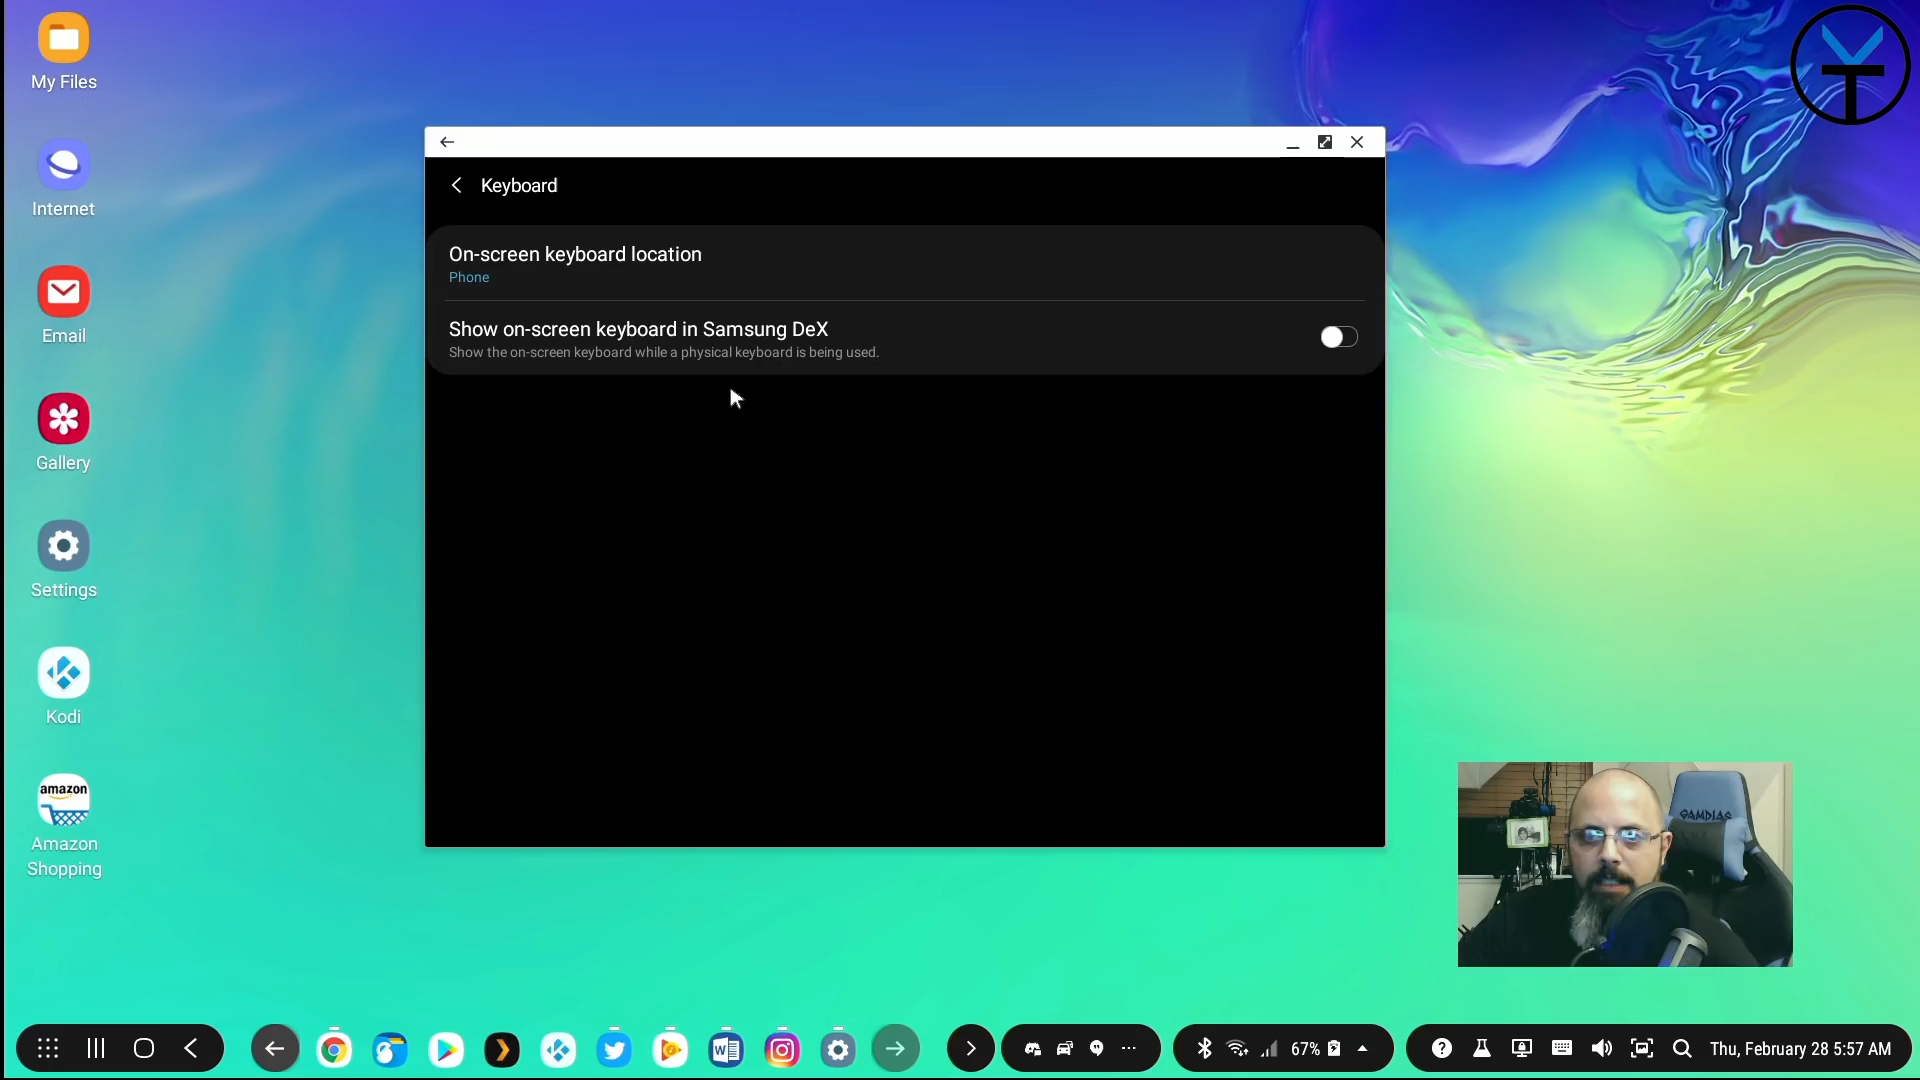 My Files
Internet
Email
Gallery
Settings
Kodi
amazon
Amazon
Shopping
Keyboard
On-screen keyboard location
Phone
Show on-screen keyboard in Samsung DeX
Show the on-screen keyboard while a physical keyboard is being used.
GAMDIAS
67%
Thu, February 28 5:57 AM